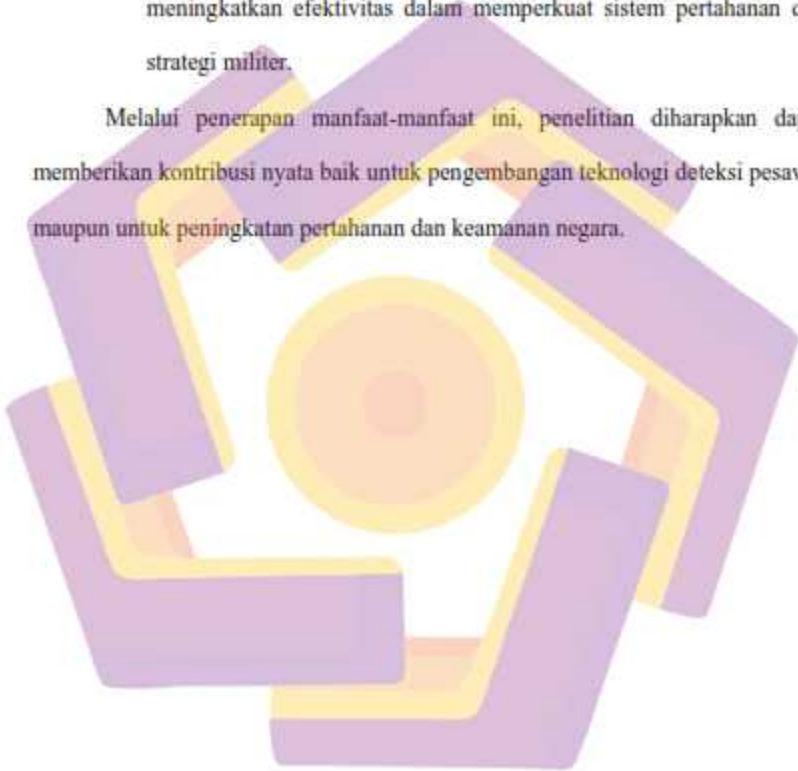 meningkatkan efektivitas dalam memperkuat sistem pertahanan
strategi militer.
Melalui penerapan manfaat-manfaat ini, penelitian diharapkan
memberikan kontribusi nyata baik untuk pengembangan teknologi deteksi
maupun untuk peningkatan pertahanan dan keamanan negara.